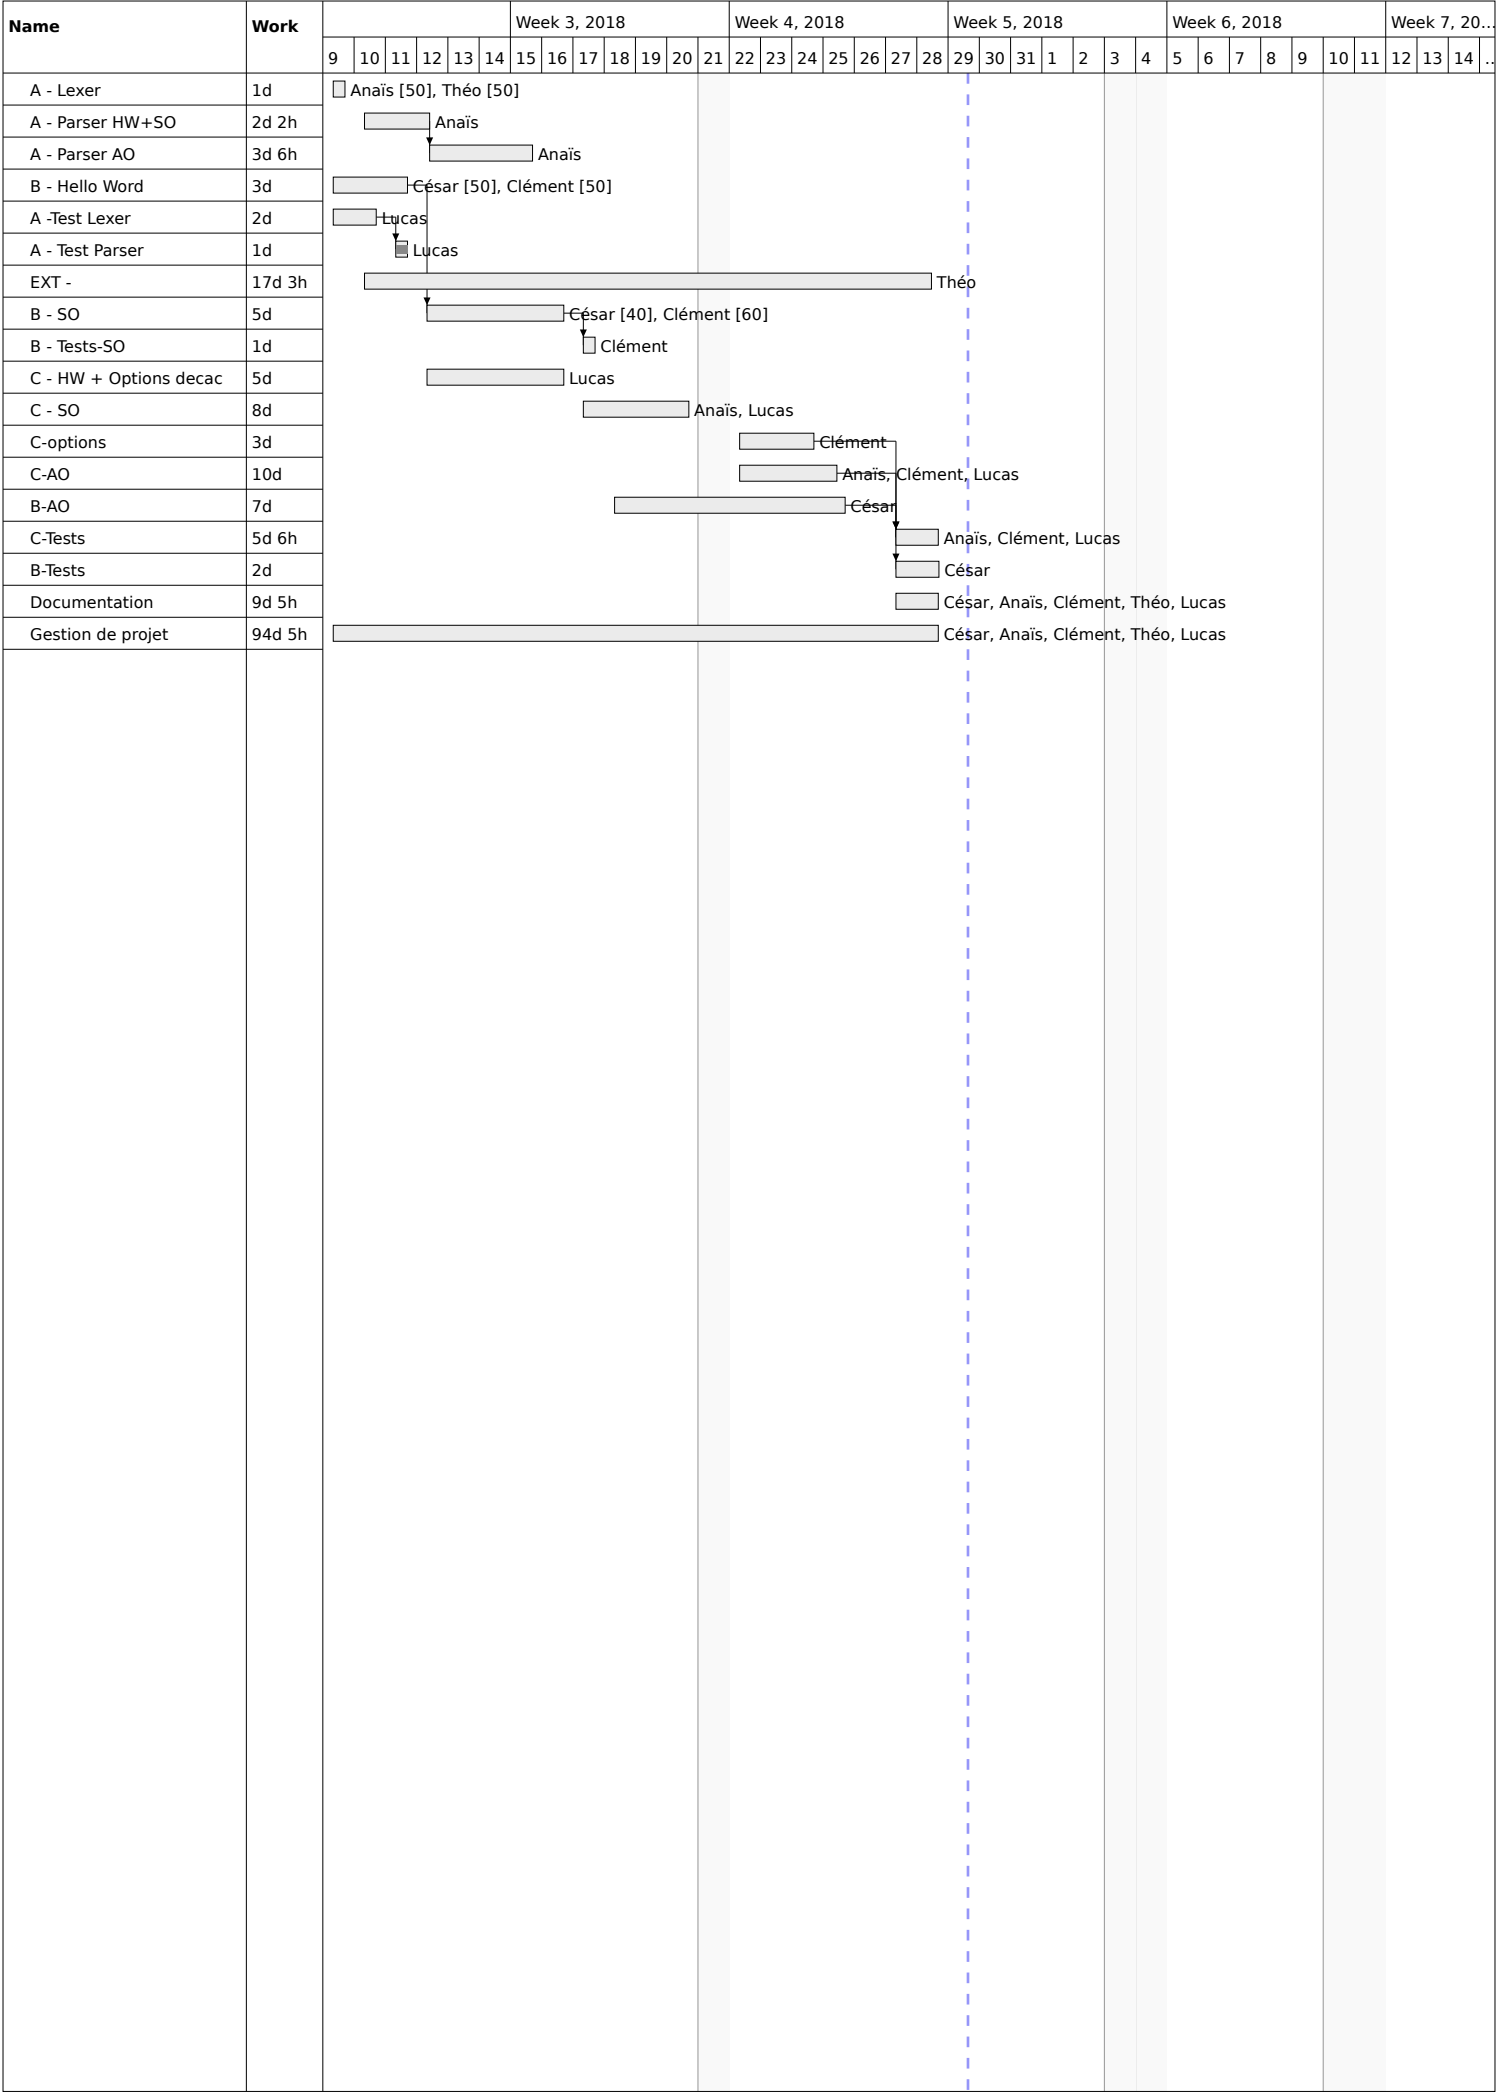 Name Work Week 3, 2018 Week 4, 2018 Week 5, 2018 Week 6, 2018 Week 7, 20...
9 10 11 12 13 14 15 16 17 18 19 20 21 22 23 24 25 26 27 28 29 30 31 1 2 3 4 5 6 7 8 9 10 11 12 13 14 ..
A - Lexer 1d Anaïs [50], Théo [50]
A - Parser HW+SO 2d 2h Anaïs
A - Parser AO 3d 6h Anaïs
B - Hello Word 3d César [50], Clément [50]
A -Test Lexer 2d Lucas
A - Test Parser 1d Lucas
EXT - 17d 3h Théo
B - SO 5d César [40], Clément [60]
B - Tests-SO 1d Clément
C - HW + Options decac 5d Lucas
C - SO 8d Anaïs, Lucas
C-options 3d Clément
C-AO 10d Anaïs, Clément, Lucas
B-AO 7d César
C-Tests 5d 6h Anaïs, Clément, Lucas
B-Tests 2d César
Documentation 9d 5h César, Anaïs, Clément, Théo, Lucas
Gestion de projet 94d 5h César, Anaïs, Clément, Théo, Lucas